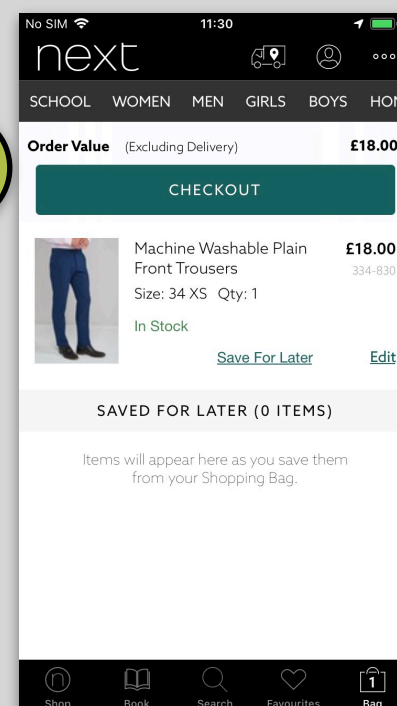 No SIM 11:30
next
SCHOOL WOMEN MEN GIRLS BOYS HOM
Order Value (Excluding Delivery) £18.00
CHECKOUT
Machine Washable Plain £18.00
Front Trousers 334-830
Size: 34 XS Qty: 1
In Stock
Save For Later Edit
SAVED FOR LATER (0 ITEMS)
Items will appear here as you save them
from your Shopping Bag.
n 1
Shop Book Search Favourites Bag